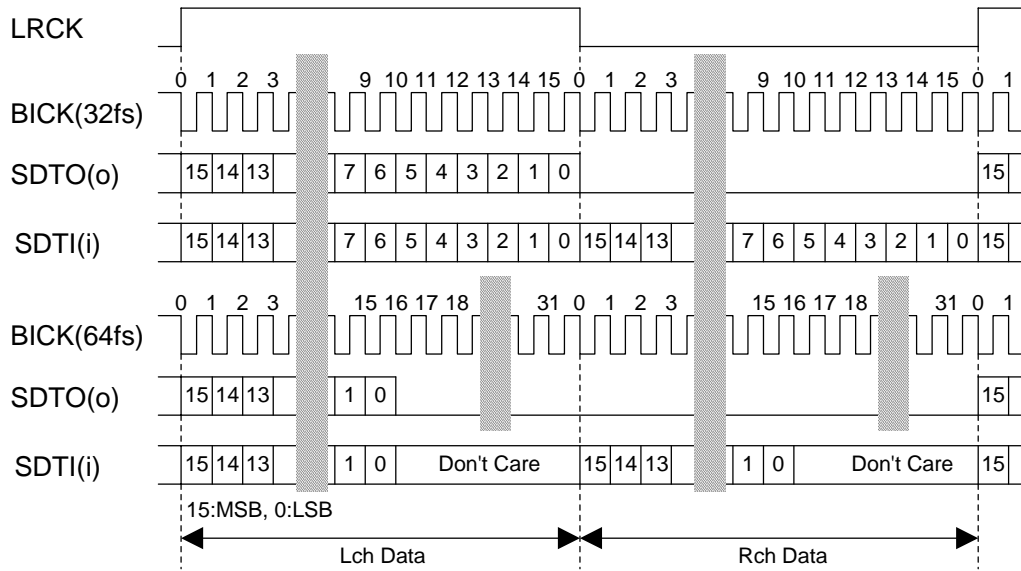 LRCK
0 1 2 3 9 10 11 12 13 14 15 0 1 2 3 9 10 11 12 13 14 15 0 1
BICK(32fs)
SDTO(o) 15 14 13 7 6 5 4 3 2 1 0 15
SDTI(i) 15 14 13 7 6 5 4 3 2 1 0 15 14 13 7 6 5 4 3 2 1 0 15
0 1 2 3 15 16 17 18 31 0 1 2 3 15 16 17 18 31 0 1
BICK(64fs)
SDTO(o) 15 14 13 1 0 15
SDTI(i) 15 14 13 1 0 Don't Care 15 14 13 1 0 Don't Care 15
15:MSB, 0:LSB
Lch Data Rch Data